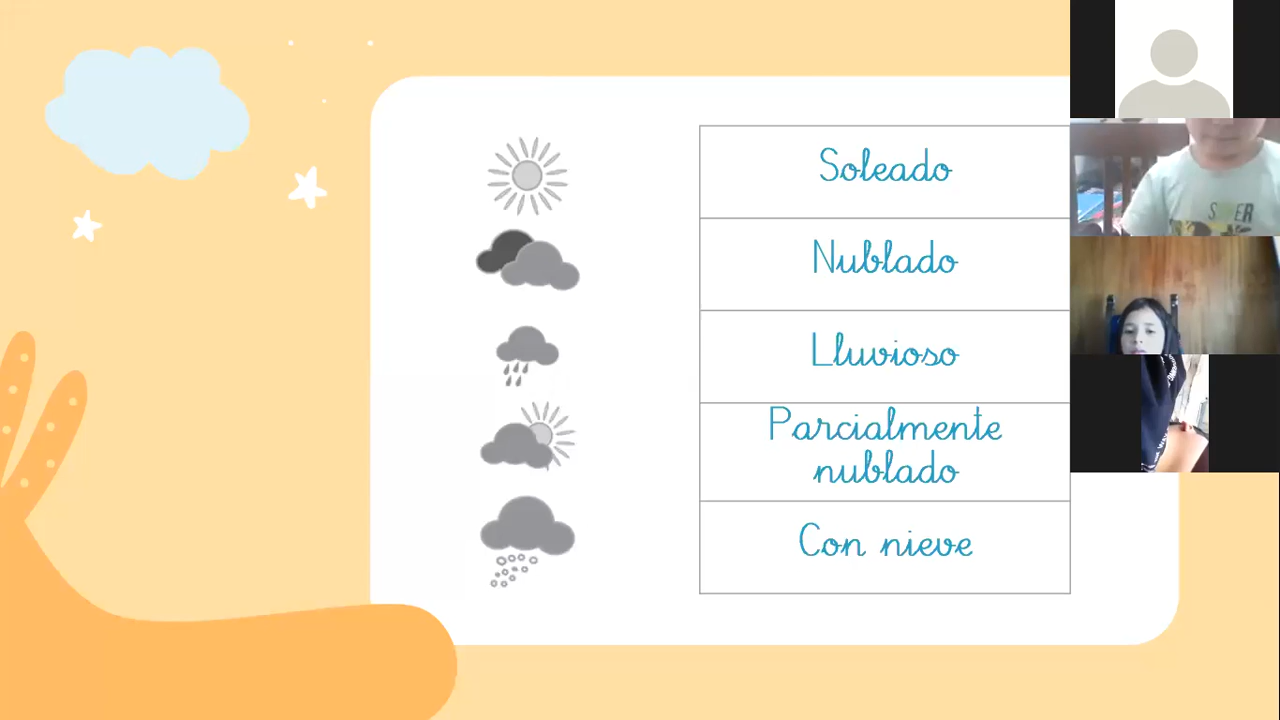 Soleado
Nublado
Lluvioso
Parcialmente
nublado
Con nieve